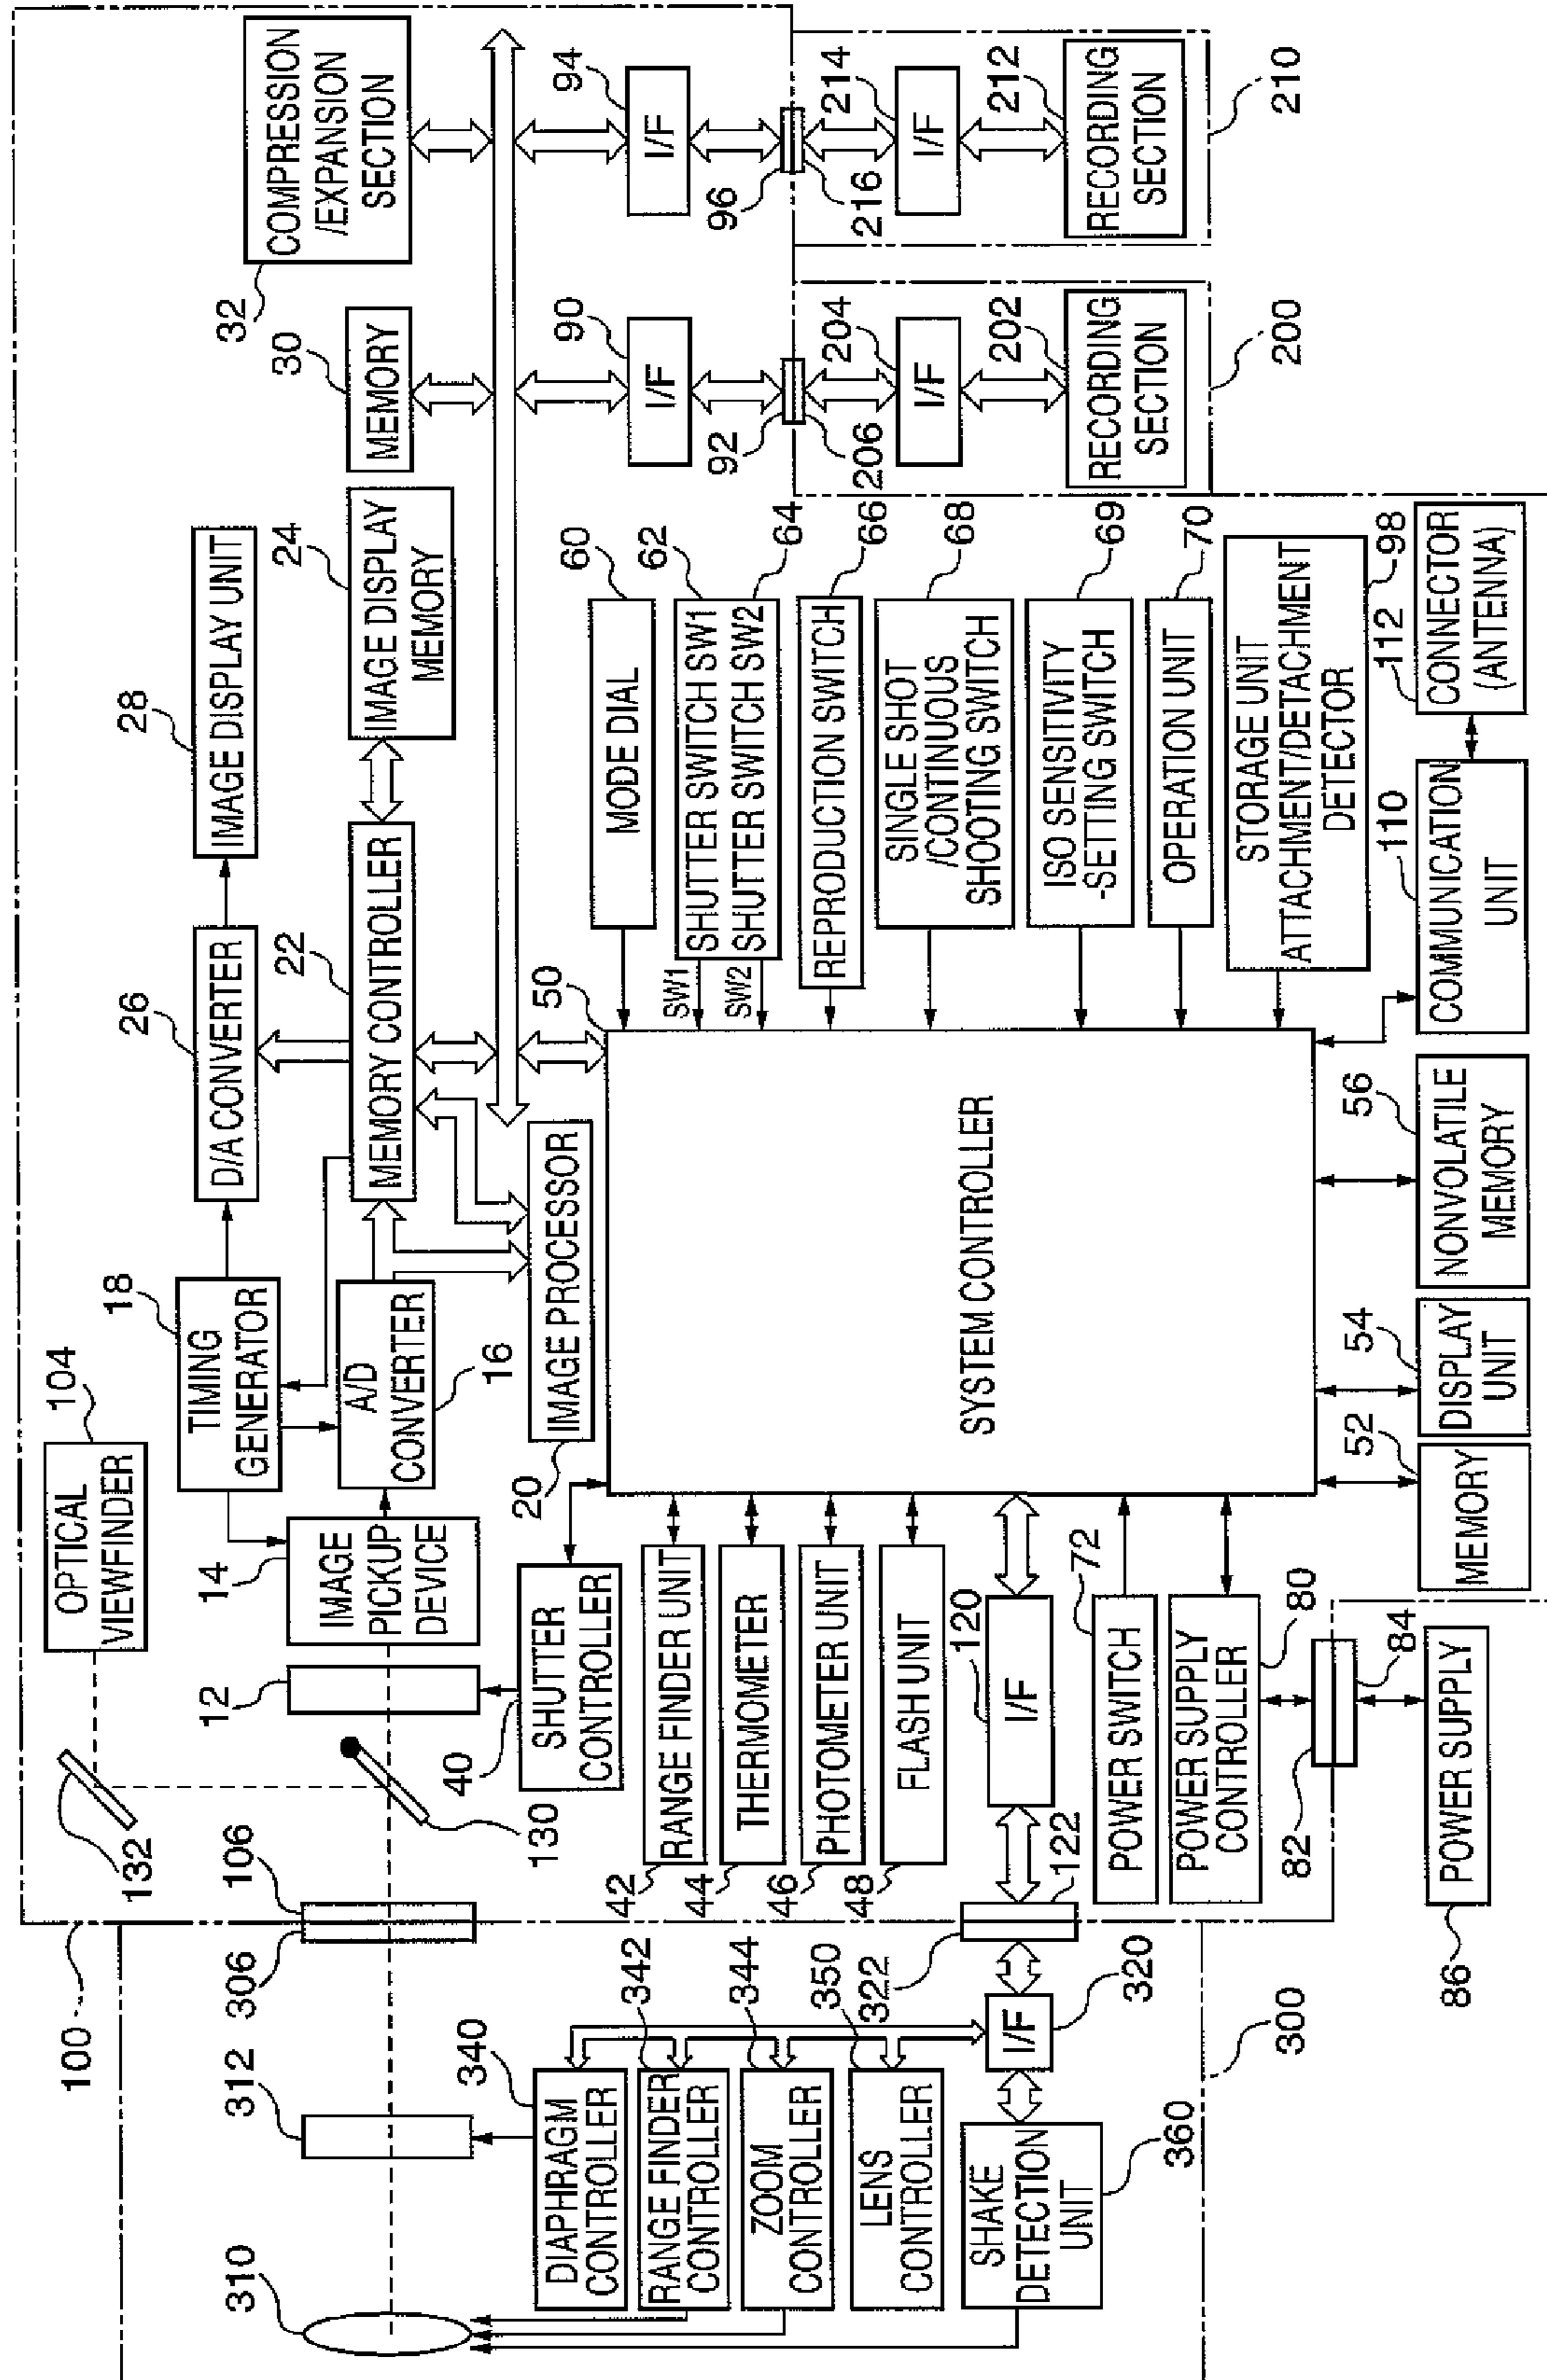 COMPRESSION
/EXPANSION
SECTION
32
MEMORY
30
IMAGE DISPLAY
MEMORY
24
IMAGE DISPLAY UNIT
28
D/A CONVERTER
26
MEMORY CONTROLLER
22
TIMING
GENERATOR
18
A/D
CONVERTER
16
IMAGE PROCESSOR
20
OPTICAL
VIEWFINDER
104
IMAGE
PICKUP
DEVICE
14
12
130
132
106
306
100
312
310
I/F
94
96
216
I/F
214
RECORDING
SECTION
212
210
I/F
90
92
206
I/F
204
RECORDING
SECTION
202
200
SYSTEM CONTROLLER
50
MODE DIAL
60
SHUTTER SWITCH SW1
62
SHUTTER SWITCH SW2
64
SW1
SW2
REPRODUCTION SWITCH
66
SINGLE SHOT
/CONTINUOUS
SHOOTING SWITCH
68
ISO SENSITIVITY
-SETTING SWITCH
69
OPERATION UNIT
70
STORAGE UNIT
ATTACHMENT/DETACHMENT
DETECTOR
98
CONNECTOR
(ANTENNA)
112
COMMUNICATION
UNIT
110
NONVOLATILE
MEMORY
56
DISPLAY
UNIT
54
MEMORY
52
SHUTTER
CONTROLLER
40
RANGE FINDER UNIT
42
THERMOMETER
44
PHOTOMETER UNIT
46
FLASH UNIT
48
I/F
120
122
POWER SWITCH
72
POWER SUPPLY
CONTROLLER
80
82
84
POWER SUPPLY
86
DIAPHRAGM
CONTROLLER
340
RANGE FINDER
CONTROLLER
342
ZOOM
CONTROLLER
344
LENS
CONTROLLER
350
322
I/F
320
SHAKE
DETECTION
UNIT
360
300